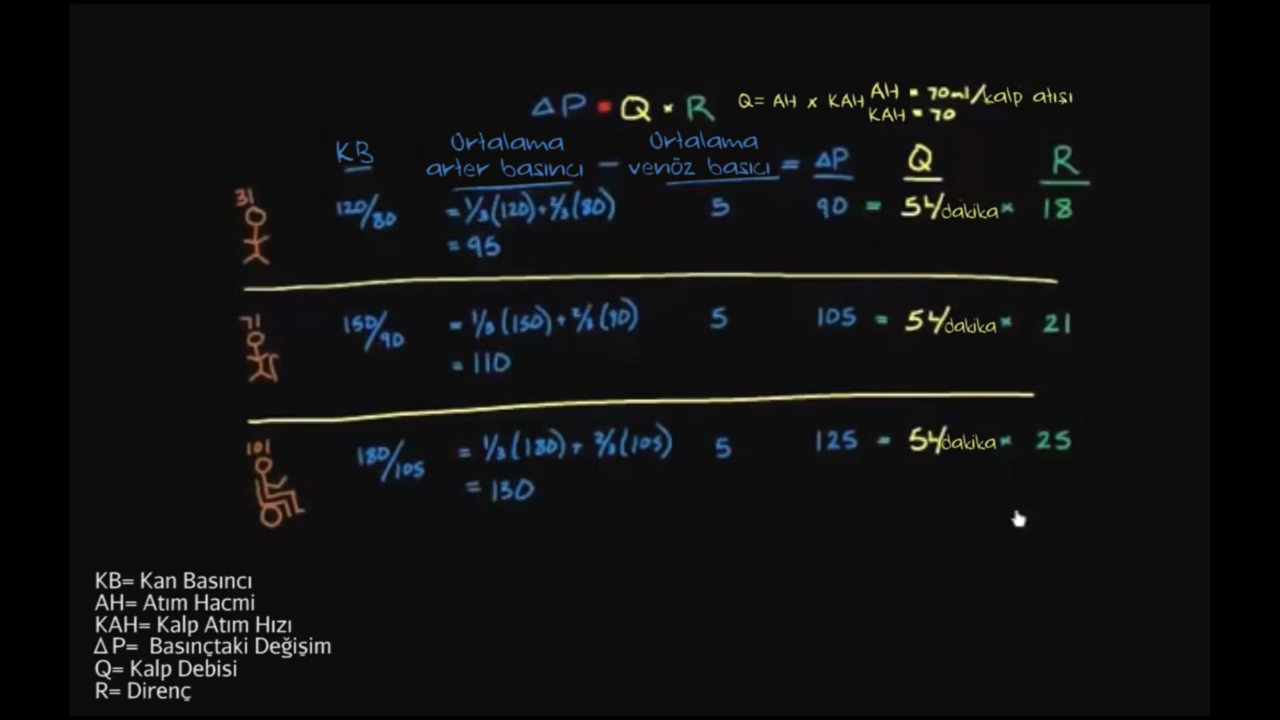 ΔP = Q × R Q= AH x KAH AH = 70ml/kalp atışı
KAH = 70
KB Ortalama arter basıncı − Ortalama venöz basıcı = ΔP Q R
31 120/80 = 1/3(120) + 2/3(80) 5 90 = 5L/dakika × 18
= 95
71 150/90 = 1/3(150) + 2/3(90) 5 105 = 5L/dakika × 21
= 110
101 180/105 = 1/3(180) + 2/3(105) 5 125 = 5L/dakika × 25
= 130
KB= Kan Basıncı
AH= Atım Hacmi
KAH= Kalp Atım Hızı
Δ P= Basınçtaki Değişim
Q= Kalp Debisi
R= Direnç